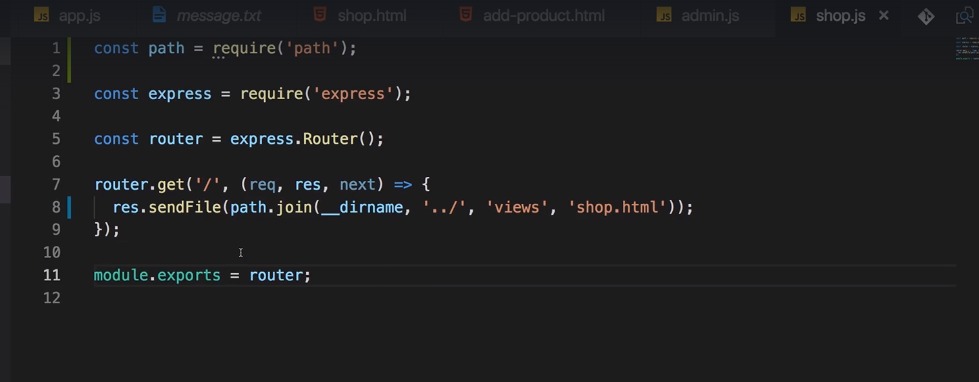 JS app.js message.txt shop.html add-product.html JS admin.js JS shop.js ×
1 const path = require('path');
2
3 const express = require('express');
4
5 const router = express.Router();
6
7 router.get('/', (req, res, next) => {
8 res.sendFile(path.join(__dirname, '../', 'views', 'shop.html'));
9 });
10
11 module.exports = router;
12